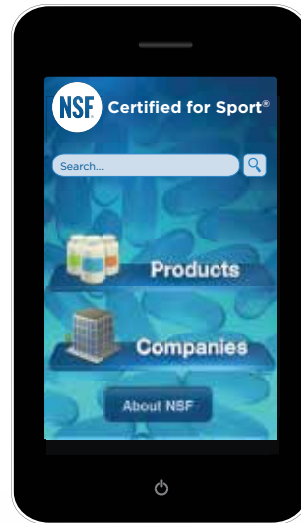 NSF. Certified for Sport®
Search...
Products
Companies
About NSF